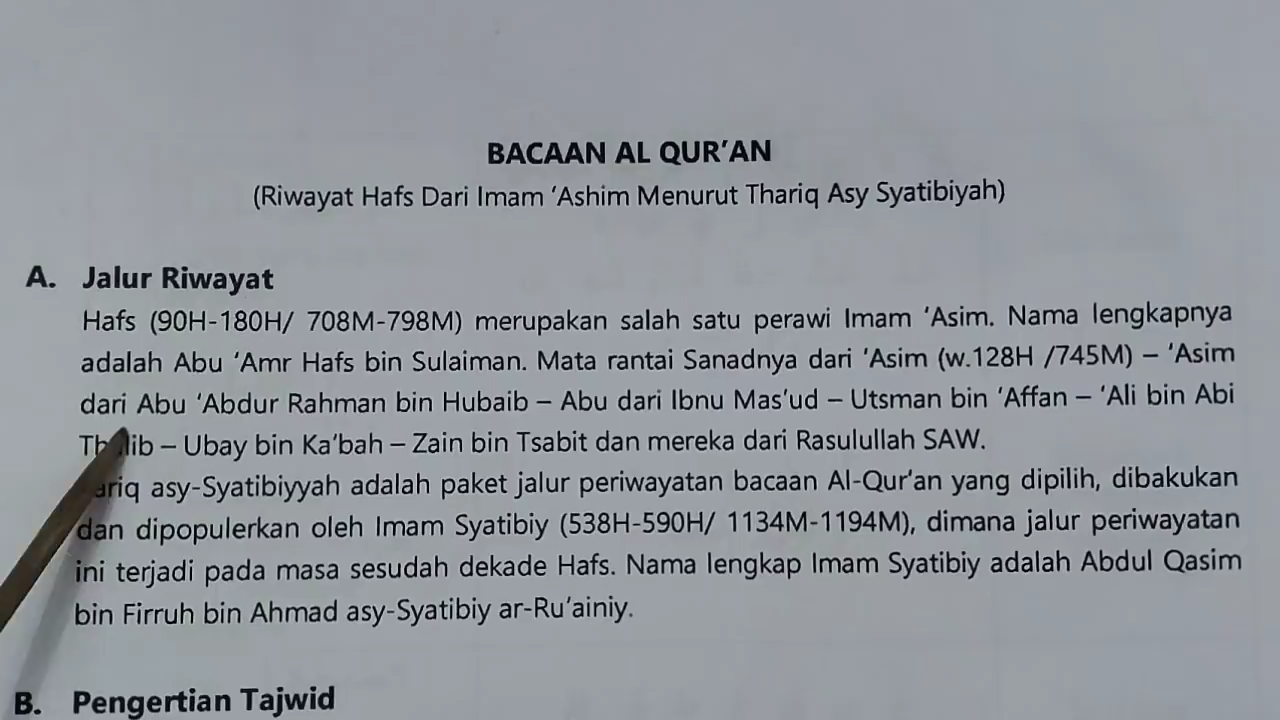 BACAAN AL QUR’AN
(Riwayat Hafs Dari Imam ‘Ashim Menurut Thariq Asy Syatibiyah)
A. Jalur Riwayat
Hafs (90H-180H/ 708M-798M) merupakan salah satu perawi Imam ‘Asim. Nama lengkapnya
adalah Abu ‘Amr Hafs bin Sulaiman. Mata rantai Sanadnya dari ‘Asim (w.128H /745M) – ‘Asim
dari Abu ‘Abdur Rahman bin Hubaib – Abu dari Ibnu Mas’ud – Utsman bin ‘Affan – ‘Ali bin Abi
– Ubay bin Ka’bah – Zain bin Tsabit dan mereka dari Rasulullah SAW.
asy-Syatibiyyah adalah paket jalur periwayatan bacaan Al-Qur’an yang dipilih, dibakukan
dan dipopulerkan oleh Imam Syatibiy (538H-590H/ 1134M-1194M), dimana jalur periwayatan
ini terjadi pada masa sesudah dekade Hafs. Nama lengkap Imam Syatibiy adalah Abdul Qasim
bin Firruh bin Ahmad asy-Syatibiy ar-Ru’ainiy.
B. Pengertian Tajwid